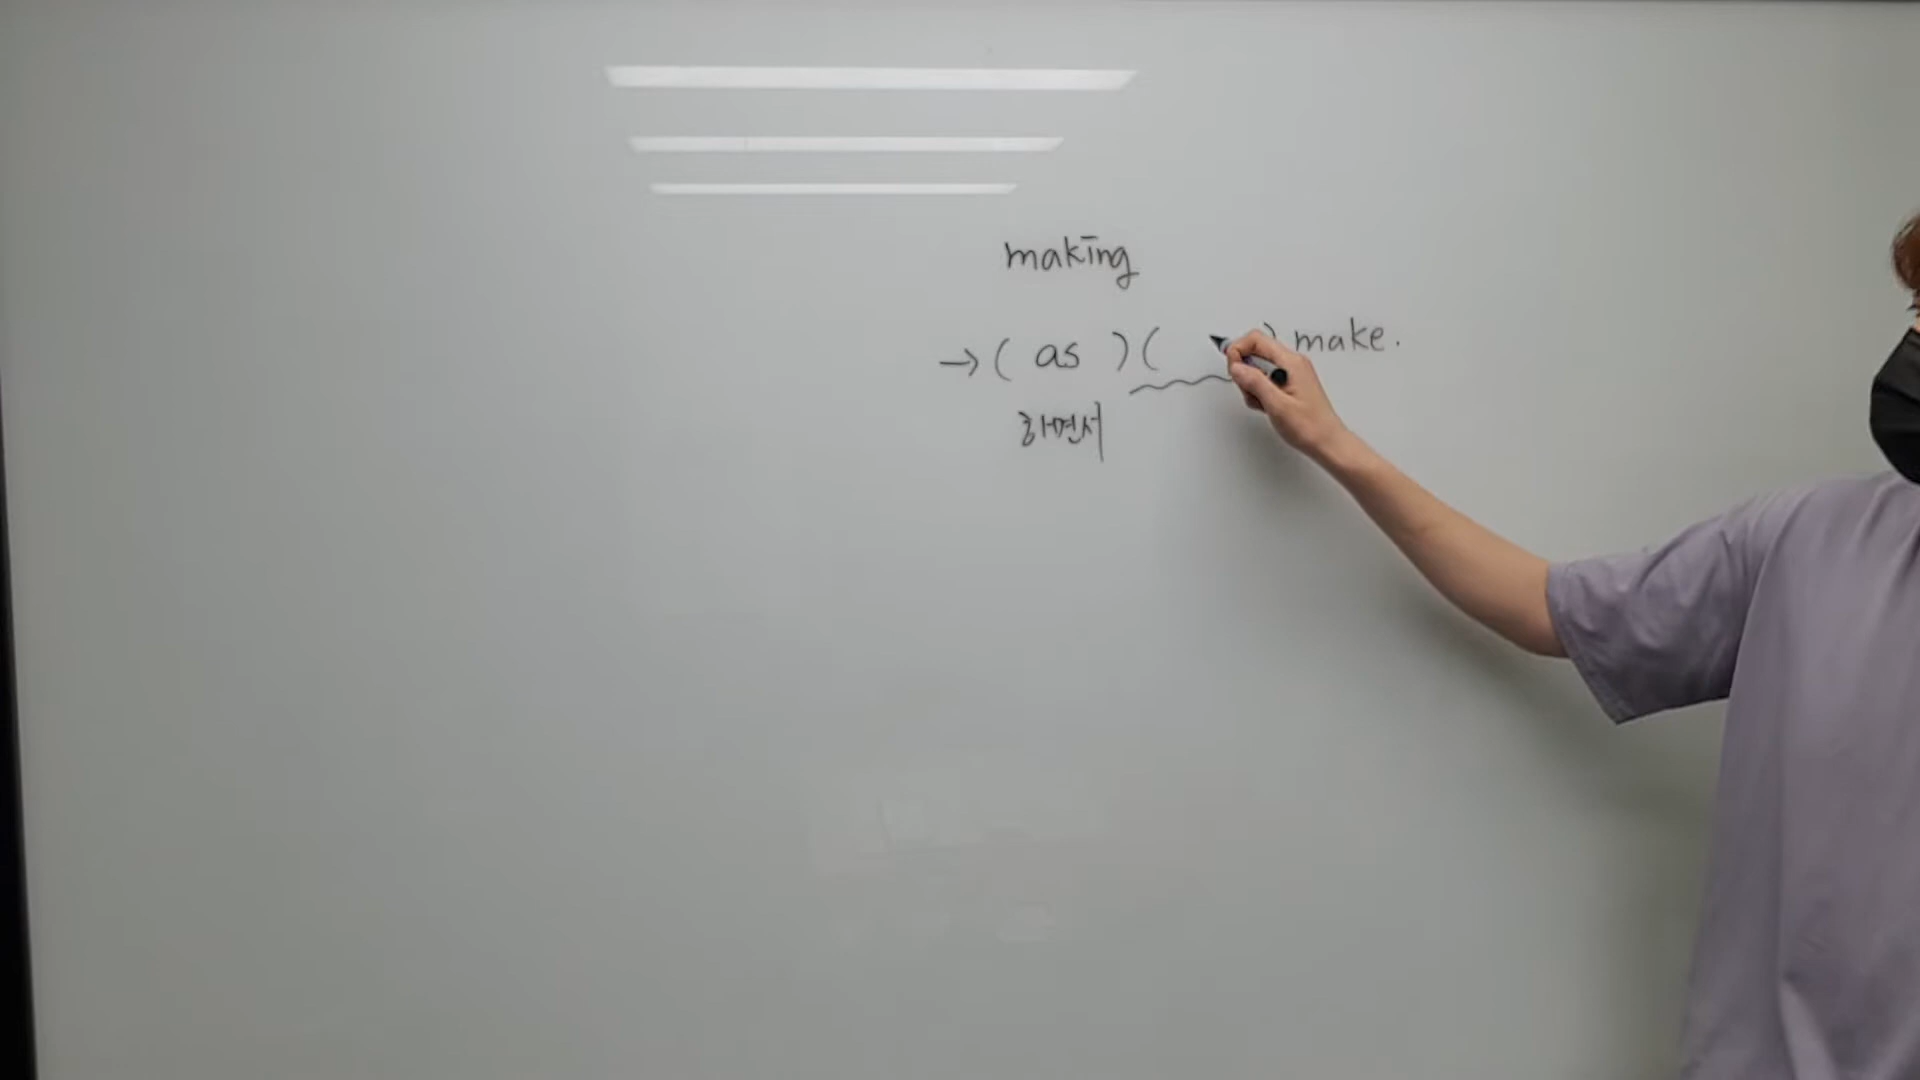 making
→ ( as ) ( ) make.
하면서